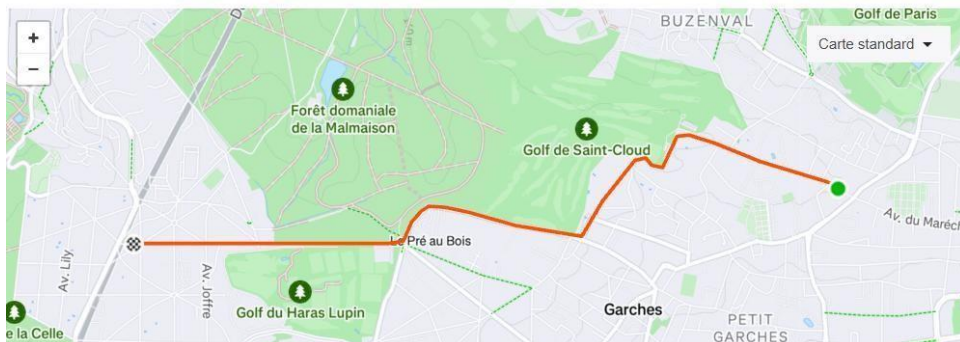 BUZENVAL
Golf de Paris
+
Carte standard
−
Forêt domaniale
de la Malmaison
Golf de Saint-Cloud
Av. du Maréch
Le Pré au Bois
Av. Lily
Av. Joffre
Golf du Haras Lupin
Garches
PETIT
GARCHES
e la Celle